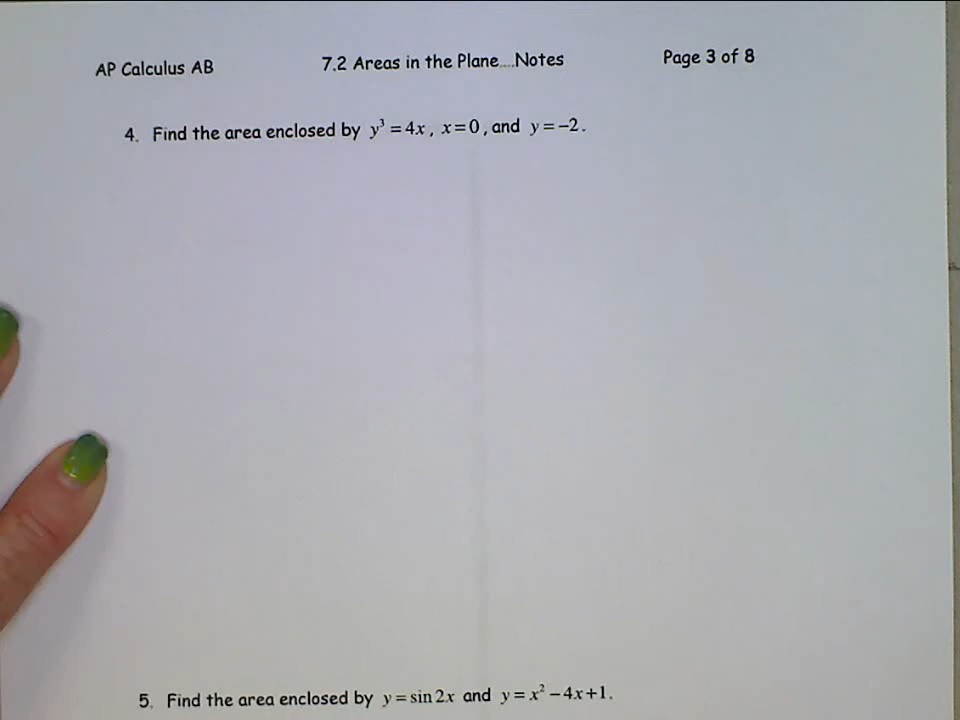 AP Calculus AB 7.2 Areas in the Plane....Notes Page 3 of 8
4. Find the area enclosed by y³ = 4x, x = 0, and y = −2.
5. Find the area enclosed by y = sin 2x and y = x² − 4x + 1.